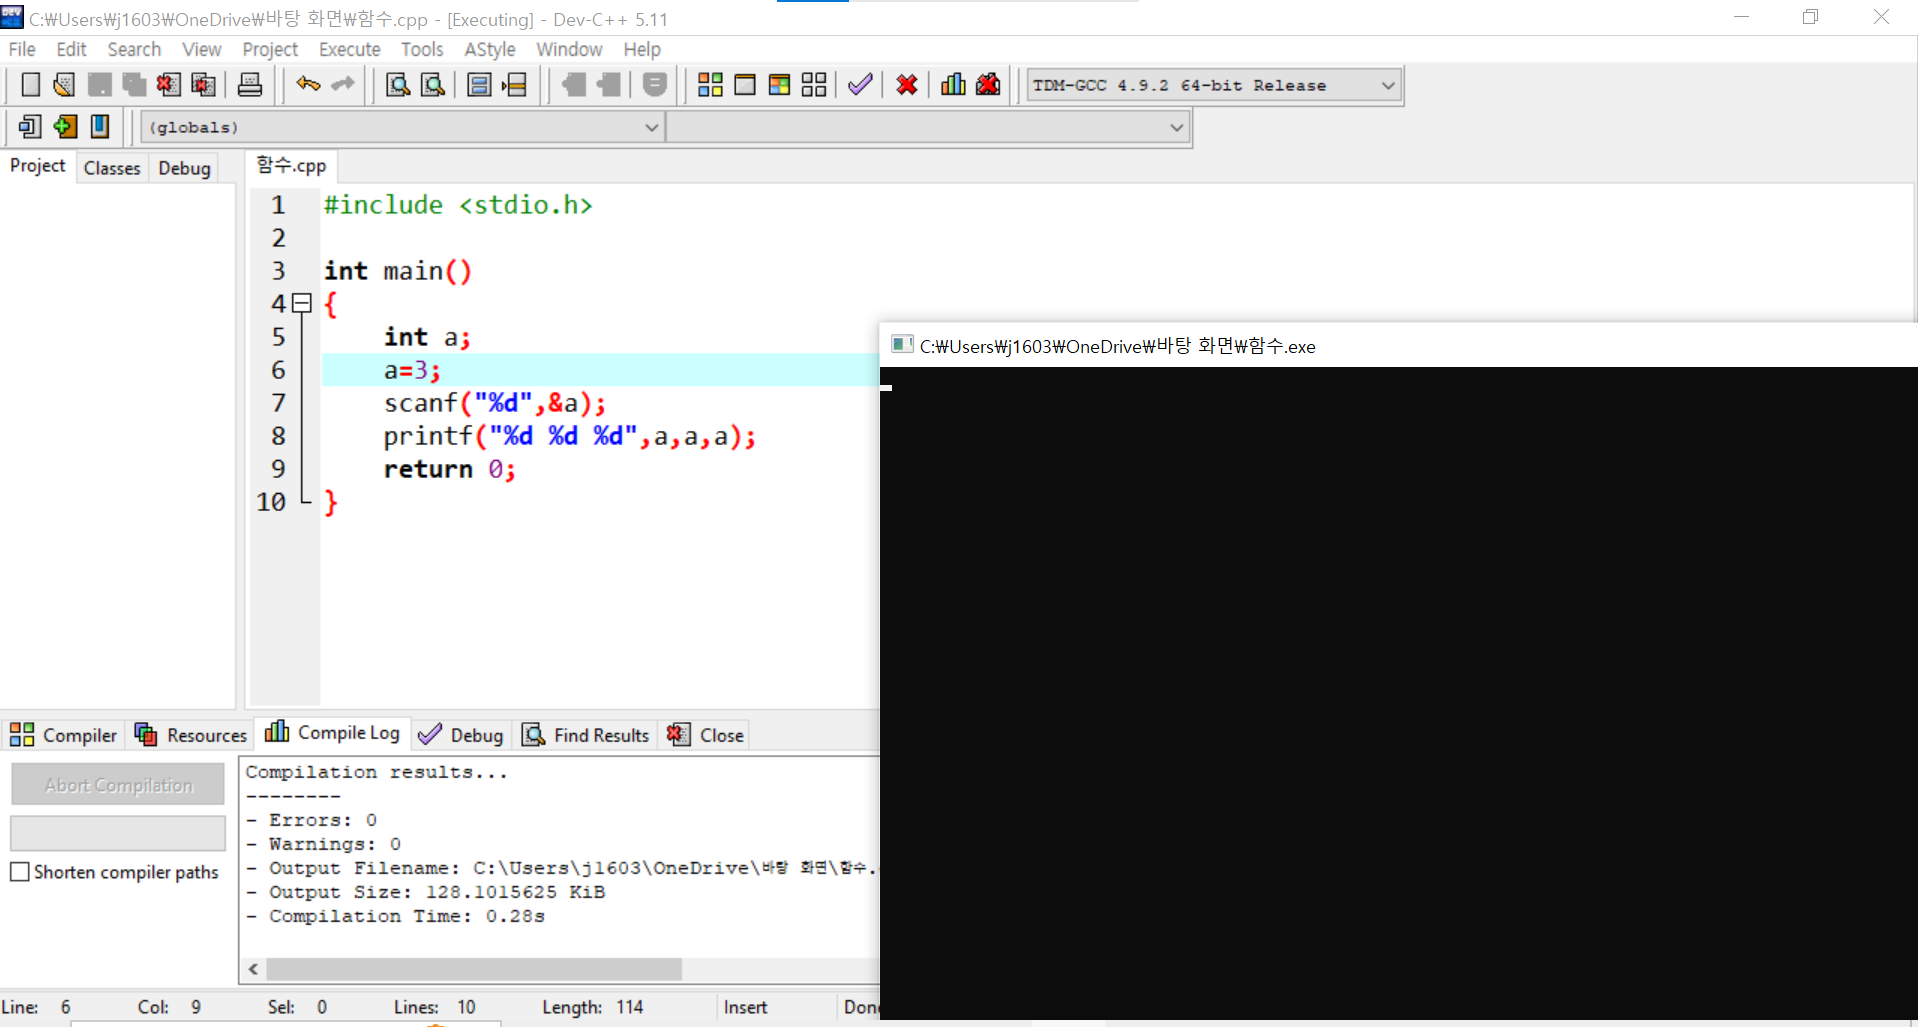 C:₩Users₩j1603₩OneDrive₩바탕 화면₩함수.cpp - [Executing] - Dev-C++ 5.11
File Edit Search View Project Execute Tools AStyle Window Help
TDM-GCC 4.9.2 64-bit Release
(globals)
Project Classes Debug
함수.cpp
1 #include <stdio.h>
2
3 int main()
4 {
5 int a;
6 a=3;
7 scanf("%d",&a);
8 printf("%d %d %d",a,a,a);
9 return 0;
10 }
C:₩Users₩j1603₩OneDrive₩바탕 화면₩함수.exe
Compiler Resources Compile Log Debug Find Results Close
Abort Compilation
Shorten compiler paths
Compilation results...
--------
- Errors: 0
- Warnings: 0
- Output Filename: C:\Users\j1603\OneDrive\바탕 화면\함수.
- Output Size: 128.1015625 KiB
- Compilation Time: 0.28s
Line: 6 Col: 9 Sel: 0 Lines: 10 Length: 114 Insert